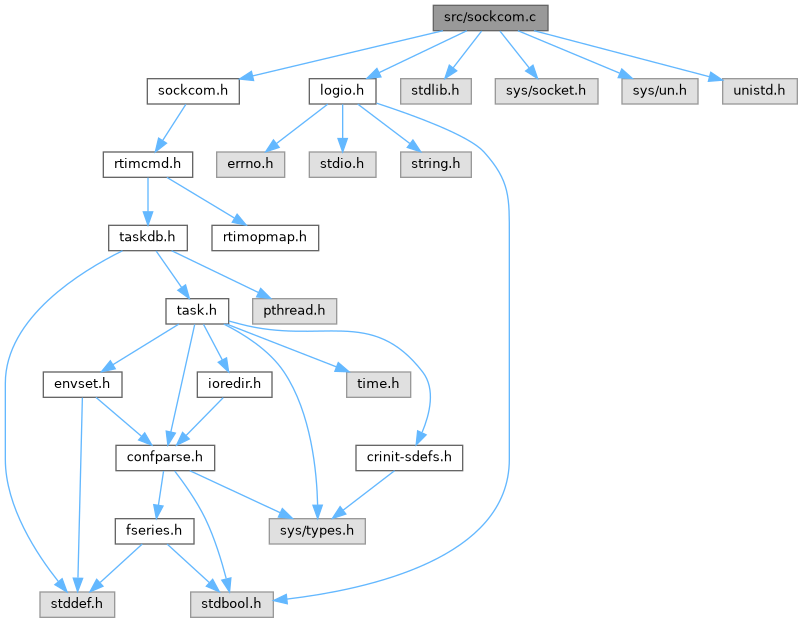 src/sockcom.c
sockcom.h
logio.h
stdlib.h
sys/socket.h
sys/un.h
unistd.h
rtimcmd.h
errno.h
stdio.h
string.h
taskdb.h
rtimopmap.h
task.h
pthread.h
envset.h
ioredir.h
time.h
confparse.h
crinit-sdefs.h
fseries.h
sys/types.h
stddef.h
stdbool.h